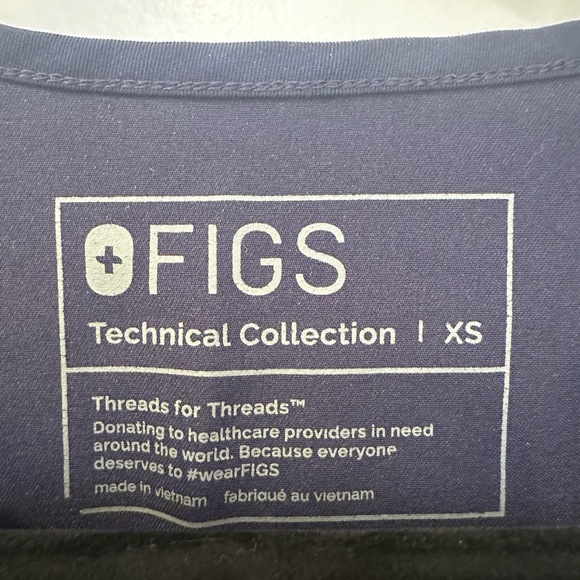 FIGS
Technical Collection | XS
Threads for Threads™
Donating to healthcare providers in need
around the world. Because everyone
deserves to #wearFIGS
made in vietnam fabriqué au vietnam